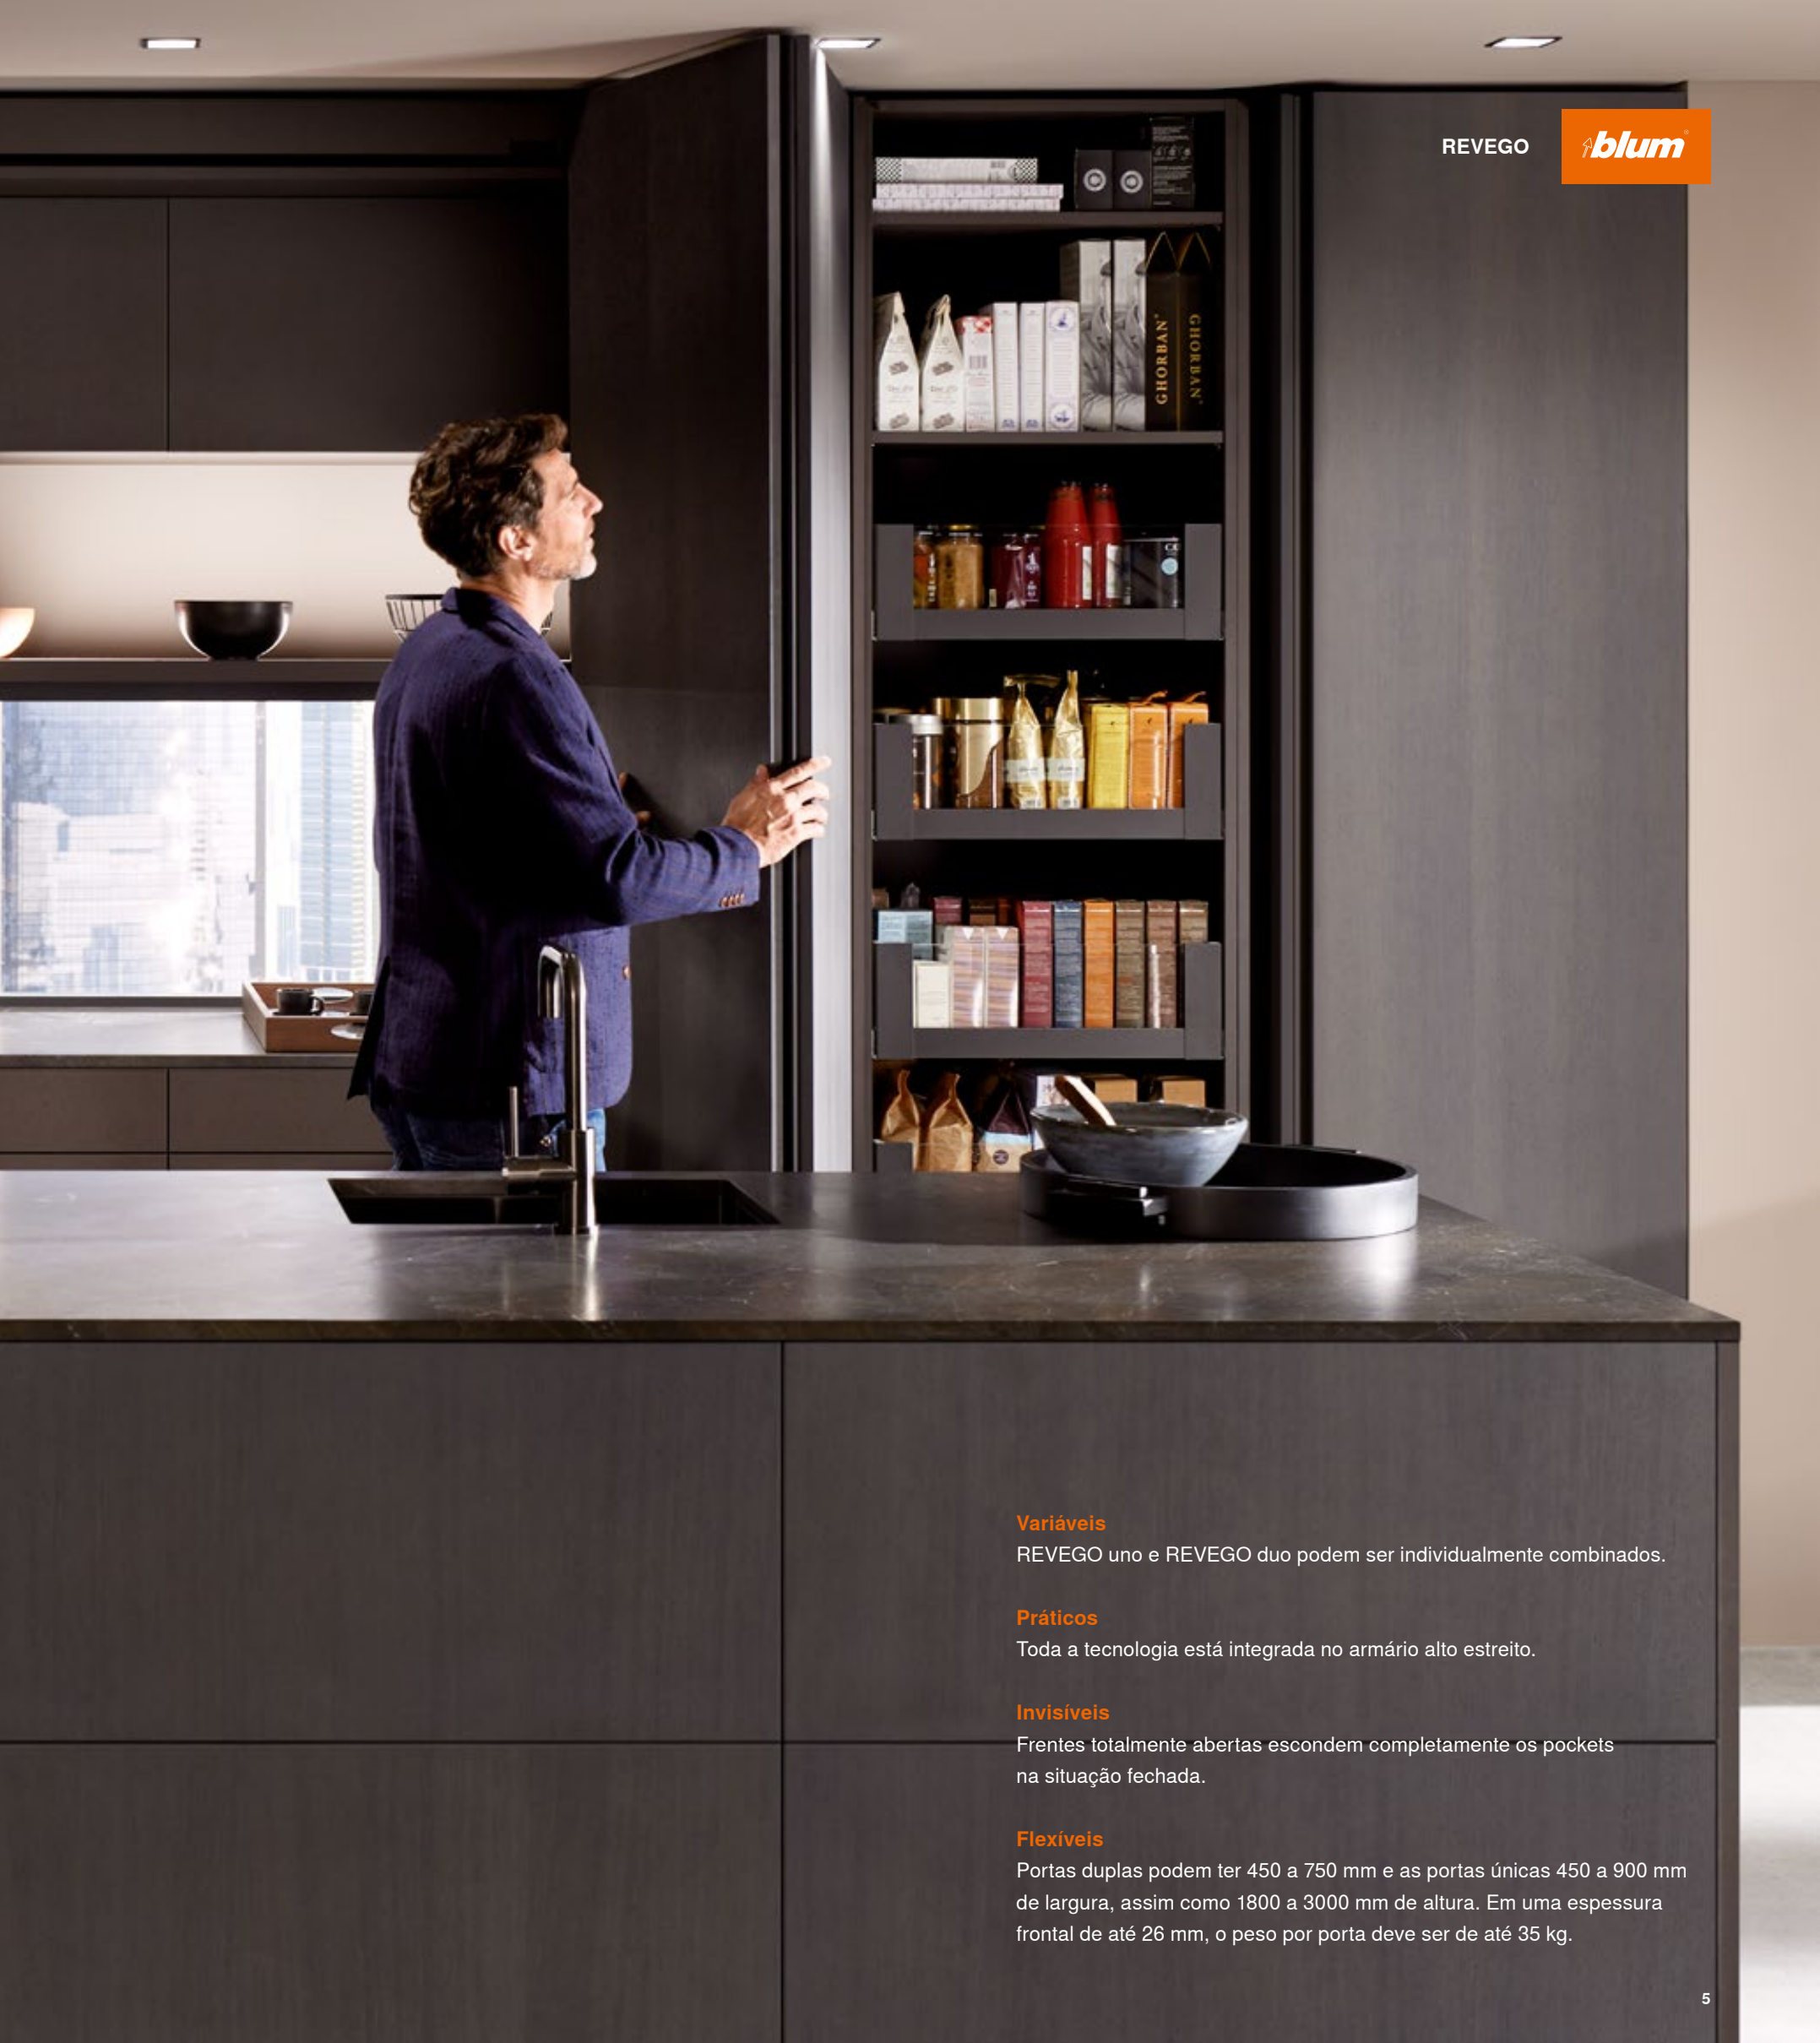 REVEGO
blum
GHORBAN
GHORBAN
Variáveis
REVEGO uno e REVEGO duo podem ser individualmente combinados.
Práticos
Toda a tecnologia está integrada no armário alto estreito.
Invisíveis
Frentes totalmente abertas escondem completamente os pockets
na situação fechada.
Flexíveis
Portas duplas podem ter 450 a 750 mm e as portas únicas 450 a 900 mm
de largura, assim como 1800 a 3000 mm de altura. Em uma espessura
frontal de até 26 mm, o peso por porta deve ser de até 35 kg.
5